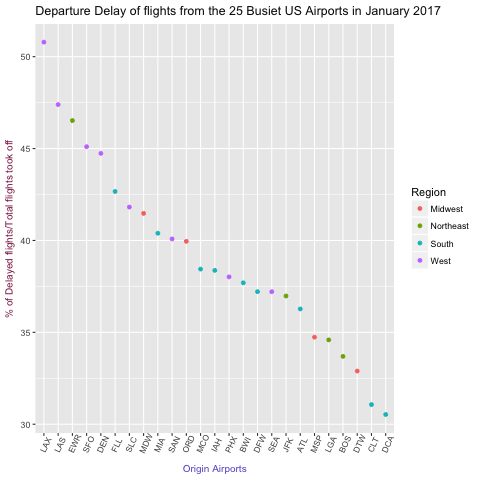 Departure Delay of flights from the 25 Busiet US Airports in January 2017
% of Delayed flights/Total flights took off
50
45
40
35
30
LAX LAS EWR SFO DEN FLL SLC MDW MIA SAN ORD MCO IAH PHX BWI DFW SEA JFK ATL MSP LGA BOS DTW CLT DCA
Origin Airports
Region
Midwest
Northeast
South
West